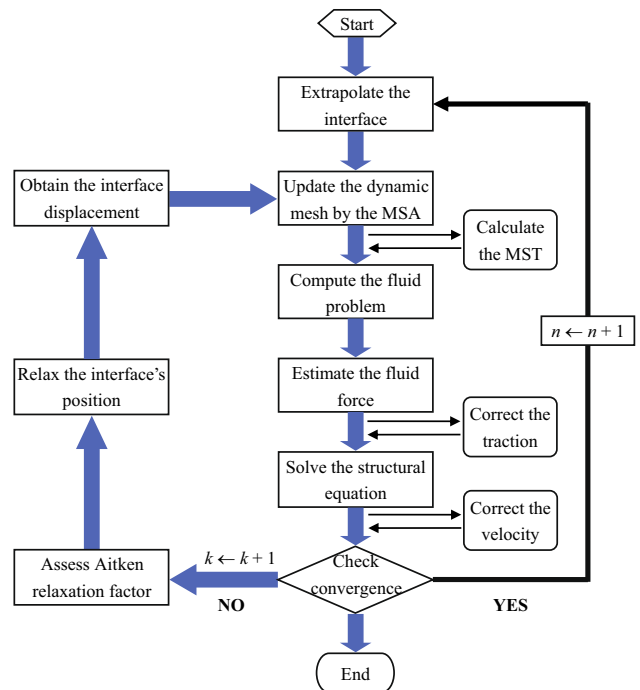 Start
Extrapolate the
interface
Obtain the interface
displacement
Update the dynamic
mesh by the MSA
Calculate
the MST
Compute the fluid
problem
n ← n + 1
Relax the interface's
position
Estimate the fluid
force
Correct the
traction
Solve the structural
equation
Correct the
velocity
Assess Aitken
relaxation factor
k ← k + 1
NO
Check
convergence
YES
End